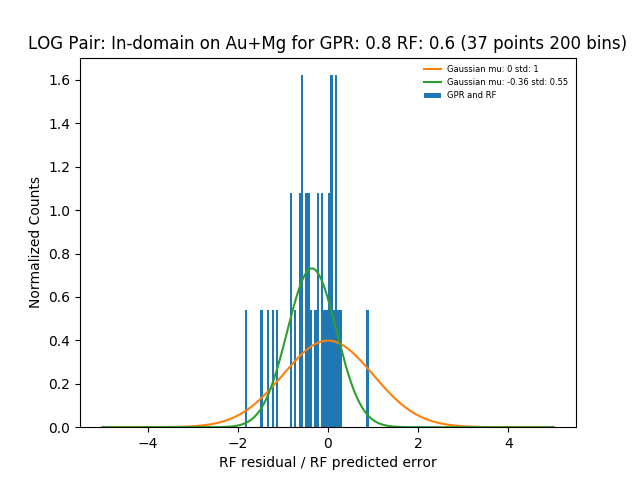 LOG Pair: In-domain on Au+Mg for GPR: 0.8 RF: 0.6 (37 points 200 bins)
Gaussian mu: 0 std: 1
Gaussian mu: -0.36 std: 0.55
GPR and RF
Normalized Counts
1.6
1.4
1.2
1.0
0.8
0.6
0.4
0.2
0.0
−4 −2 0 2 4
RF residual / RF predicted error